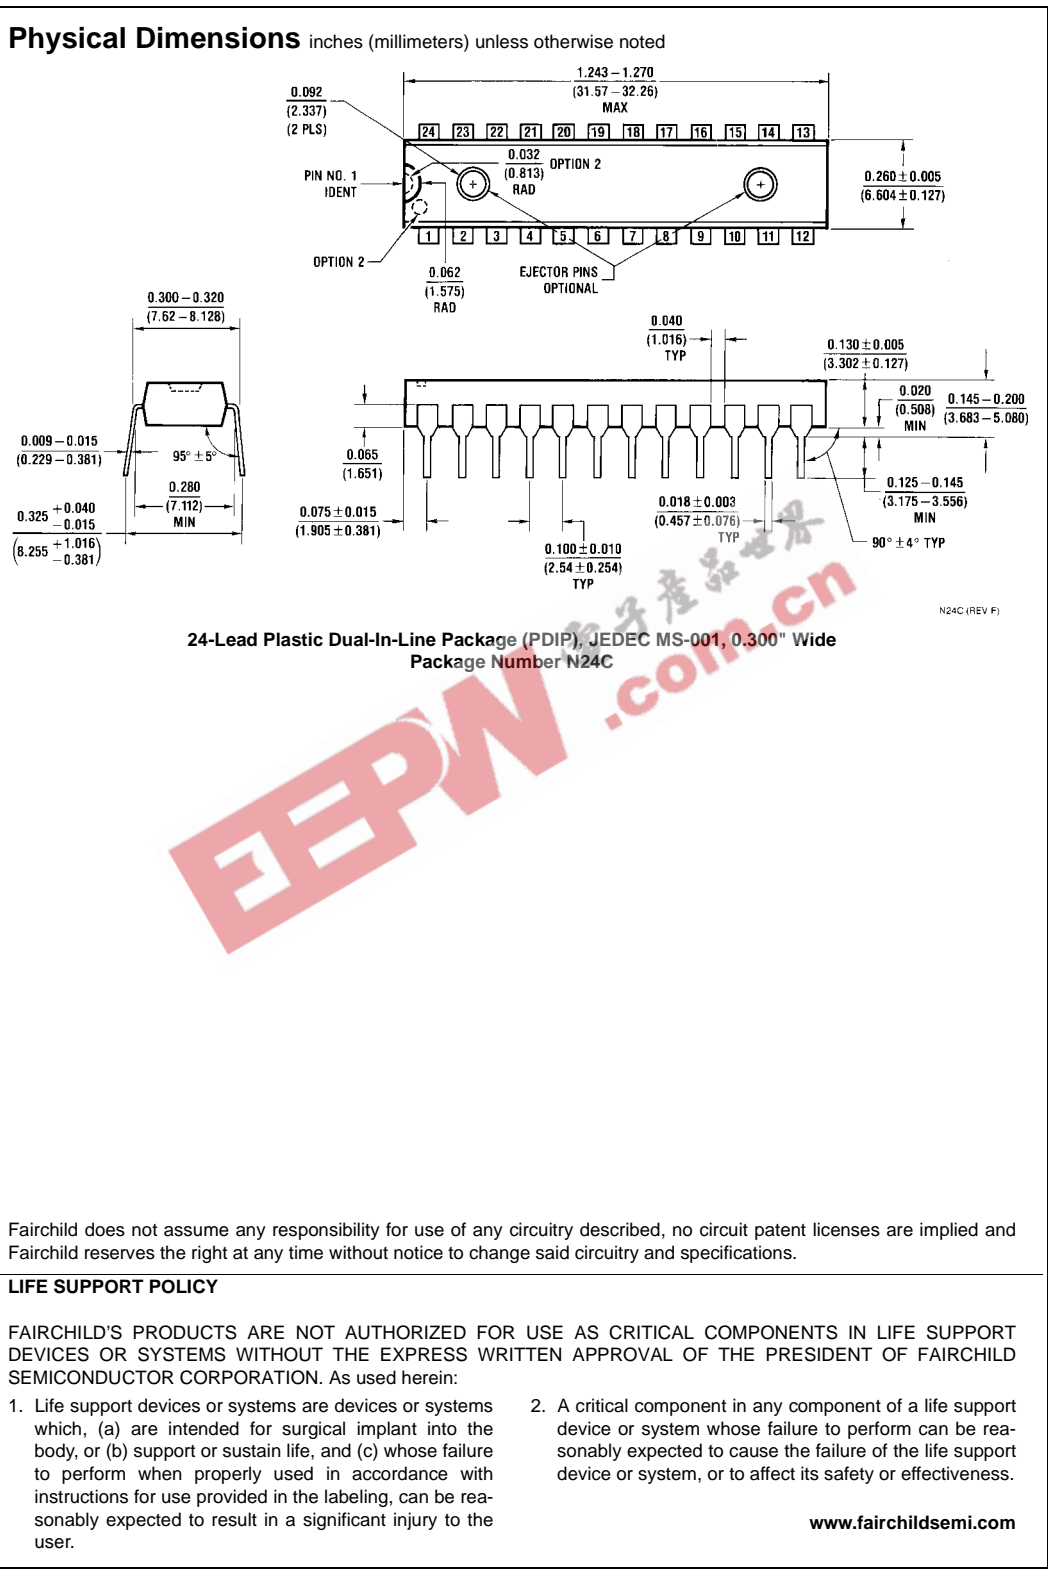 Physical Dimensions inches (millimeters) unless otherwise noted
1.243 – 1.270
(31.57 – 32.26)
MAX
0.092
(2.337)
(2 PLS)
24 23 22 21 20 19 18 17 16 15 14 13
0.032
(0.813)
RAD
OPTION 2
PIN NO. 1
IDENT
0.260 ± 0.005
(6.604 ± 0.127)
1 2 3 4 5 6 7 8 9 10 11 12
OPTION 2
0.062
(1.575)
RAD
EJECTOR PINS
OPTIONAL
0.300 – 0.320
(7.62 – 8.128)
0.040
(1.016)
TYP
0.130 ± 0.005
(3.302 ± 0.127)
0.020
(0.508)
MIN
0.145 – 0.200
(3.683 – 5.080)
0.009 – 0.015
(0.229 – 0.381)
95° ± 5°
0.065
(1.651)
0.280
(7.112)
MIN
0.325 + 0.040
– 0.015
(8.255 + 1.016)
– 0.381)
0.075 ± 0.015
(1.905 ± 0.381)
0.100 ± 0.010
(2.54 ± 0.254)
TYP
0.018 ± 0.003
(0.457 ± 0.076)
TYP
0.125 – 0.145
(3.175 – 3.556)
MIN
90° ± 4° TYP
N24C (REV F)
24-Lead Plastic Dual-In-Line Package (PDIP), JEDEC MS-001, 0.300" Wide
Package Number N24C
电子产品世界
EEPW
.com.cn
Fairchild does not assume any responsibility for use of any circuitry described, no circuit patent licenses are implied and
Fairchild reserves the right at any time without notice to change said circuitry and specifications.
LIFE SUPPORT POLICY
FAIRCHILD'S PRODUCTS ARE NOT AUTHORIZED FOR USE AS CRITICAL COMPONENTS IN LIFE SUPPORT
DEVICES OR SYSTEMS WITHOUT THE EXPRESS WRITTEN APPROVAL OF THE PRESIDENT OF FAIRCHILD
SEMICONDUCTOR CORPORATION. As used herein:
1. Life support devices or systems are devices or systems
which, (a) are intended for surgical implant into the
body, or (b) support or sustain life, and (c) whose failure
to perform when properly used in accordance with
instructions for use provided in the labeling, can be rea-
sonably expected to result in a significant injury to the
user.
2. A critical component in any component of a life support
device or system whose failure to perform can be rea-
sonably expected to cause the failure of the life support
device or system, or to affect its safety or effectiveness.
www.fairchildsemi.com